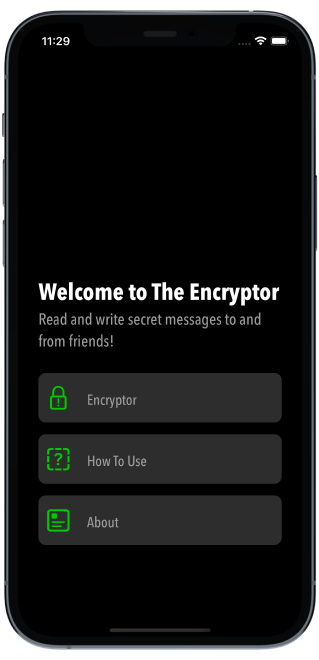 11:29
Welcome to The Encryptor
Read and write secret messages to and
from friends!
Encryptor
How To Use
About